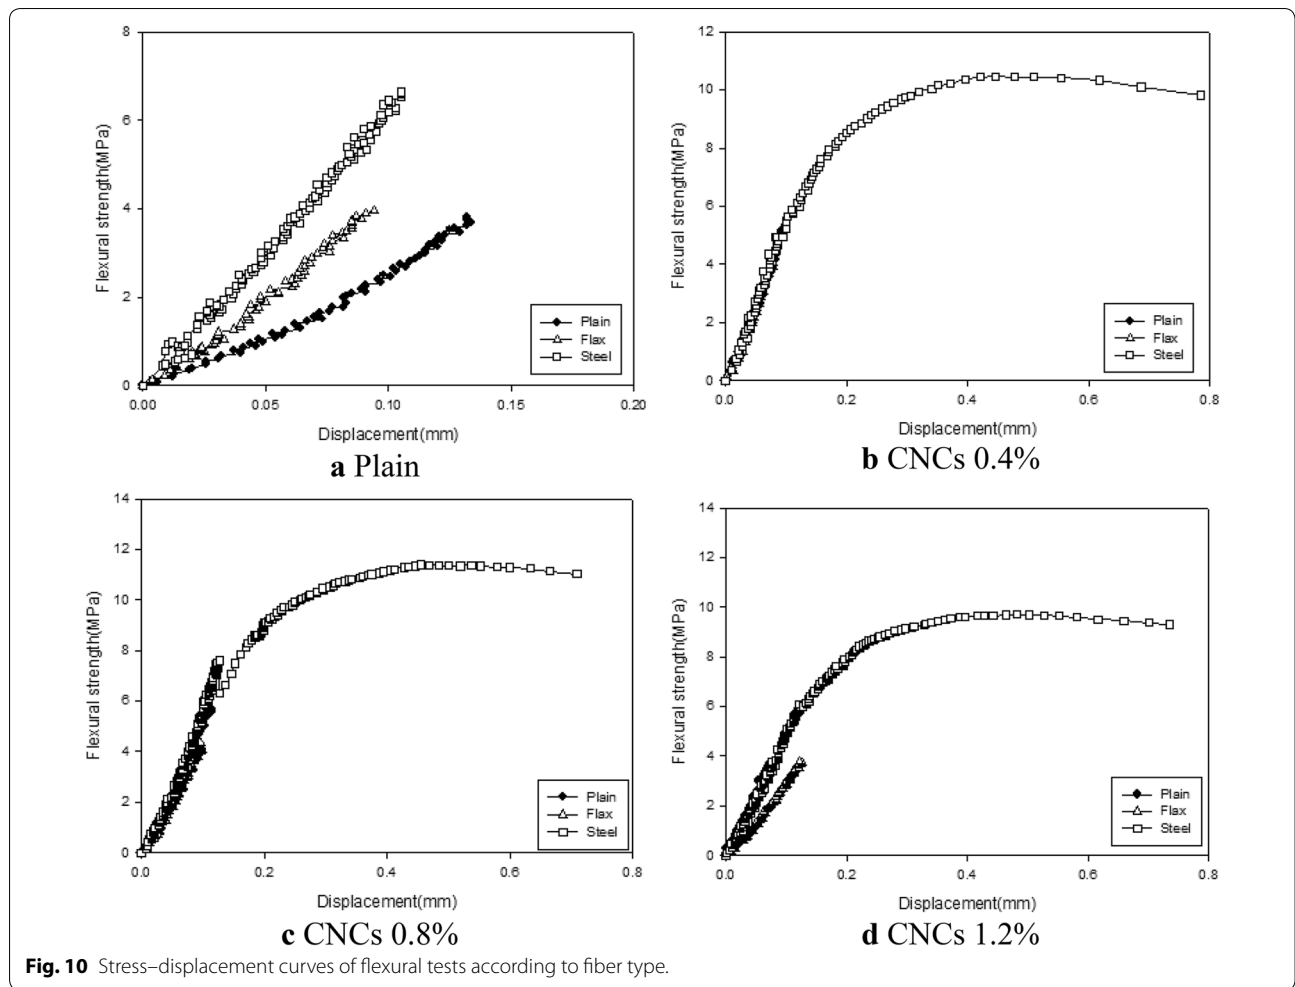 8
6
4
2
0
Flexural strength(MPa)
Plain
Flax
Steel
0.00 0.05 0.10 0.15 0.20
Displacement(mm)
a Plain
12
10
8
6
4
2
0
Flexural strength(MPa)
Plain
Flax
Steel
0.0 0.2 0.4 0.6 0.8
Displacement(mm)
b CNCs 0.4%
14
12
10
8
6
4
2
0
Flexural strength(MPa)
Plain
Flax
Steel
0.0 0.2 0.4 0.6 0.8
Displacement(mm)
c CNCs 0.8%
14
12
10
8
6
4
2
0
Flexural strength(MPa)
Plain
Flax
Steel
0.0 0.2 0.4 0.6 0.8
Displacement(mm)
d CNCs 1.2%
Fig. 10 Stress–displacement curves of flexural tests according to fiber type.